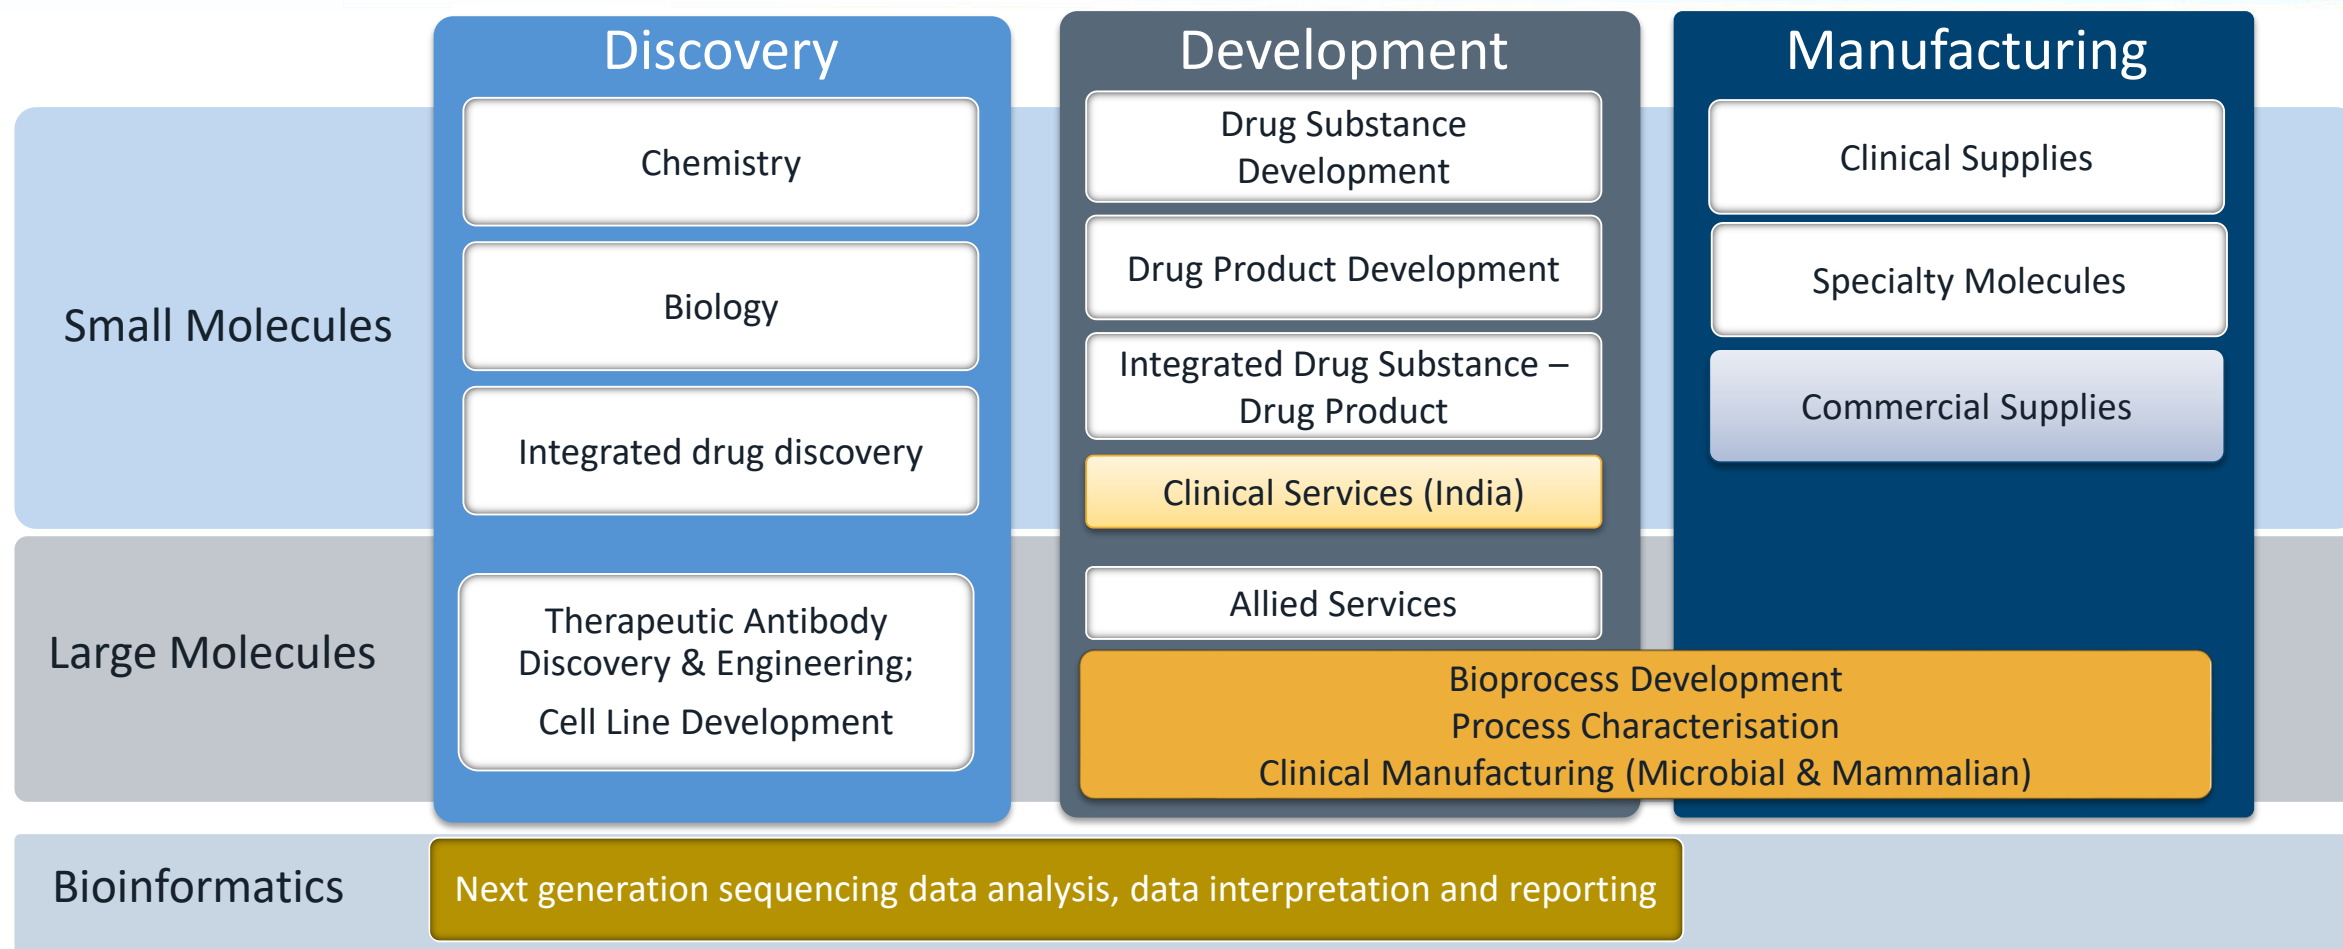 Discovery
Development
Manufacturing
Small Molecules
Chemistry
Biology
Integrated drug discovery
Drug Substance
Development
Drug Product Development
Integrated Drug Substance –
Drug Product
Clinical Services (India)
Clinical Supplies
Specialty Molecules
Commercial Supplies
Large Molecules
Therapeutic Antibody
Discovery & Engineering;
Cell Line Development
Allied Services
Bioprocess Development
Process Characterisation
Clinical Manufacturing (Microbial & Mammalian)
Bioinformatics
Next generation sequencing data analysis, data interpretation and reporting